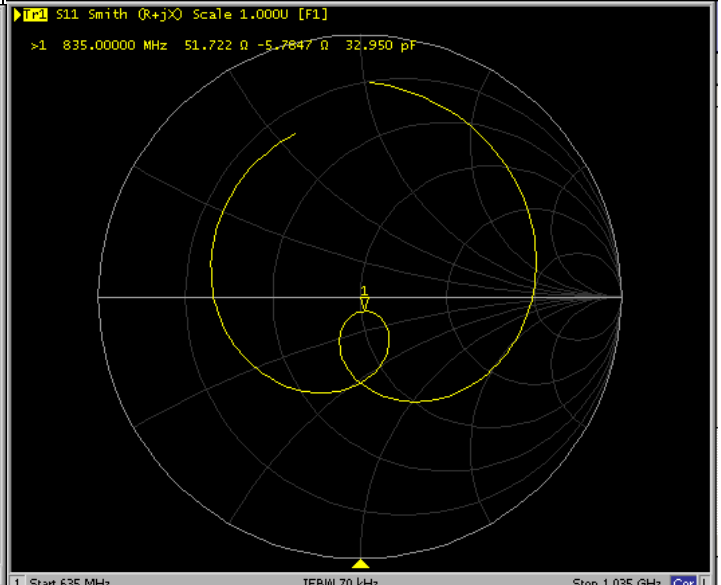 Tr1 S11 Smith (R+jX) Scale 1.000U [F1]
>1 835.00000 MHz 51.722 Ω -5.7847 Ω 32.950 pF
1
1 Start 635 MHz IFBW 70 kHz Stop 1.035 GHz Cor